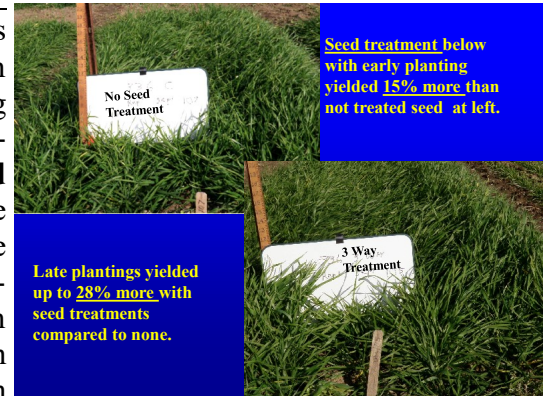 No Seed
Treatment
Seed treatment below
with early planting
yielded 15% more than
not treated seed at left.
3 Way
Treatment
Late plantings yielded
up to 28% more with
seed treatments
compared to none.